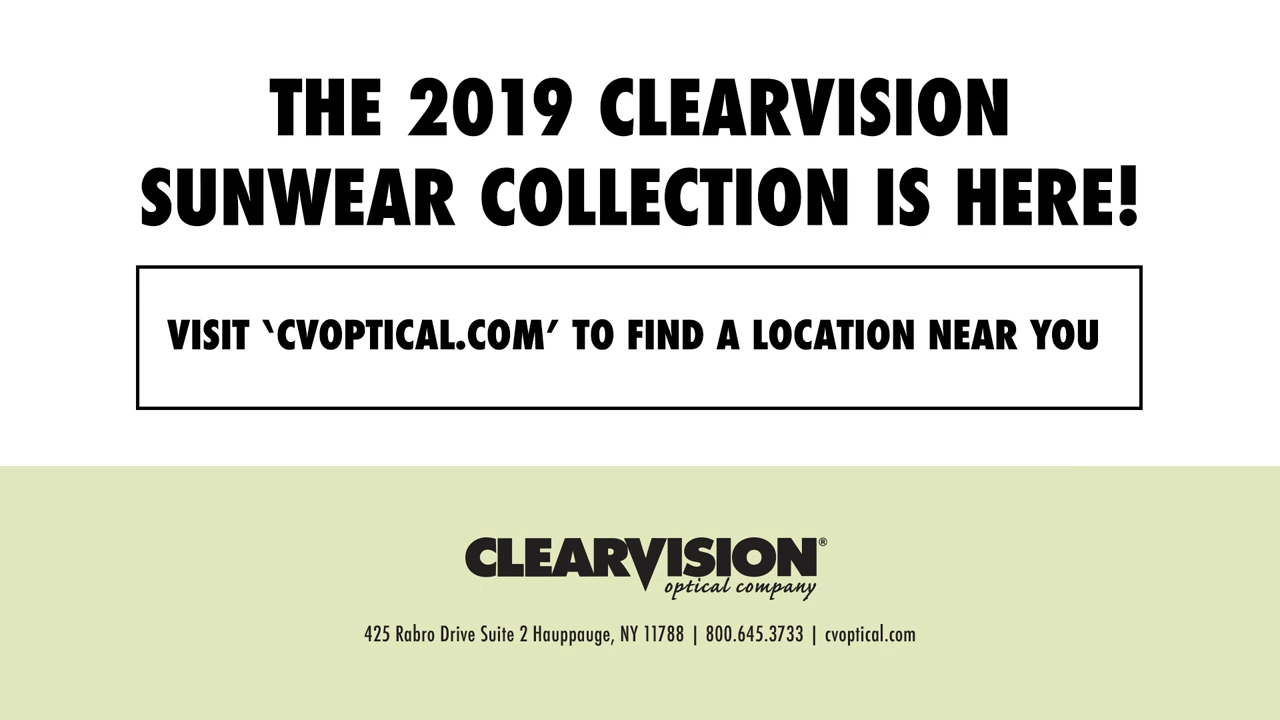 THE 2019 CLEARVISION
SUNWEAR COLLECTION IS HERE!
VISIT ‵CVOPTICAL.COM′ TO FIND A LOCATION NEAR YOU
CLEARVISION®
optical company
425 Rabro Drive Suite 2 Hauppauge, NY 11788 | 800.645.3733 | cvoptical.com